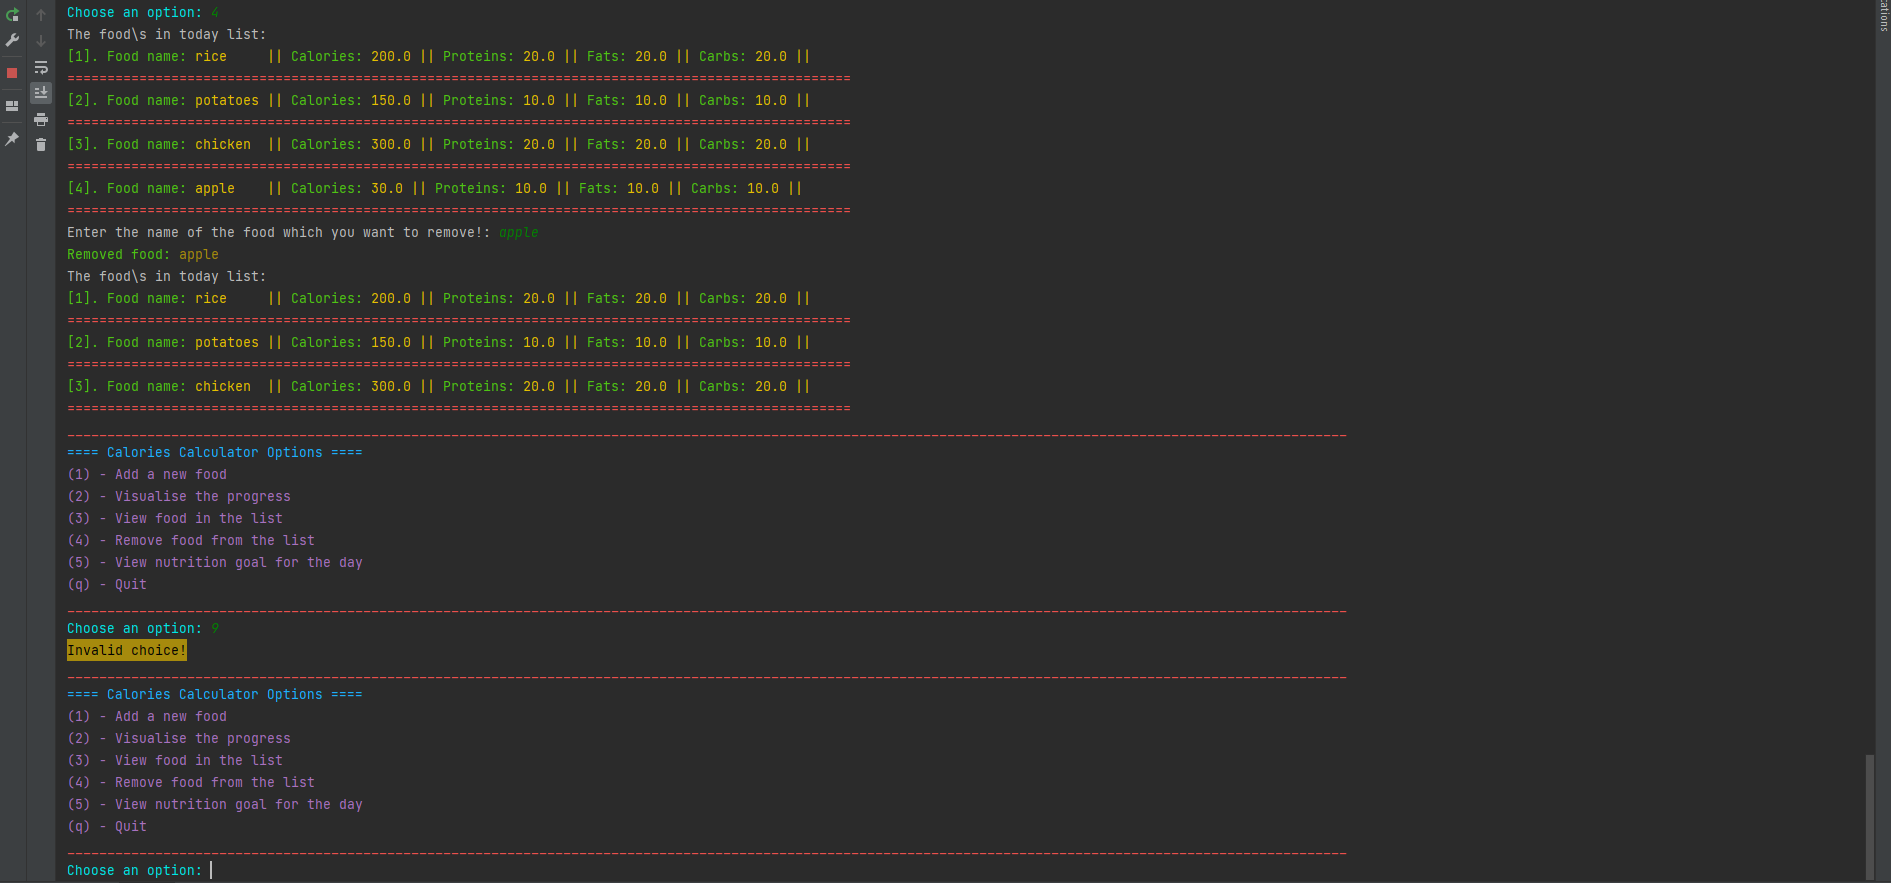 Choose an option: 4
The food\s in today list:
[1]. Food name: rice     || Calories: 200.0 || Proteins: 20.0 || Fats: 20.0 || Carbs: 20.0 ||
==================================================================================================
[2]. Food name: potatoes || Calories: 150.0 || Proteins: 10.0 || Fats: 10.0 || Carbs: 10.0 ||
==================================================================================================
[3]. Food name: chicken  || Calories: 300.0 || Proteins: 20.0 || Fats: 20.0 || Carbs: 20.0 ||
==================================================================================================
[4]. Food name: apple    || Calories: 30.0 || Proteins: 10.0 || Fats: 10.0 || Carbs: 10.0 ||
==================================================================================================
Enter the name of the food which you want to remove!: apple
Removed food: apple
The food\s in today list:
[1]. Food name: rice     || Calories: 200.0 || Proteins: 20.0 || Fats: 20.0 || Carbs: 20.0 ||
==================================================================================================
[2]. Food name: potatoes || Calories: 150.0 || Proteins: 10.0 || Fats: 10.0 || Carbs: 10.0 ||
==================================================================================================
[3]. Food name: chicken  || Calories: 300.0 || Proteins: 20.0 || Fats: 20.0 || Carbs: 20.0 ||
==================================================================================================
==== Calories Calculator Options ====
(1) - Add a new food
(2) - Visualise the progress
(3) - View food in the list
(4) - Remove food from the list
(5) - View nutrition goal for the day
(q) - Quit
Choose an option: 9
Invalid choice!
==== Calories Calculator Options ====
(1) - Add a new food
(2) - Visualise the progress
(3) - View food in the list
(4) - Remove food from the list
(5) - View nutrition goal for the day
(q) - Quit
Choose an option: